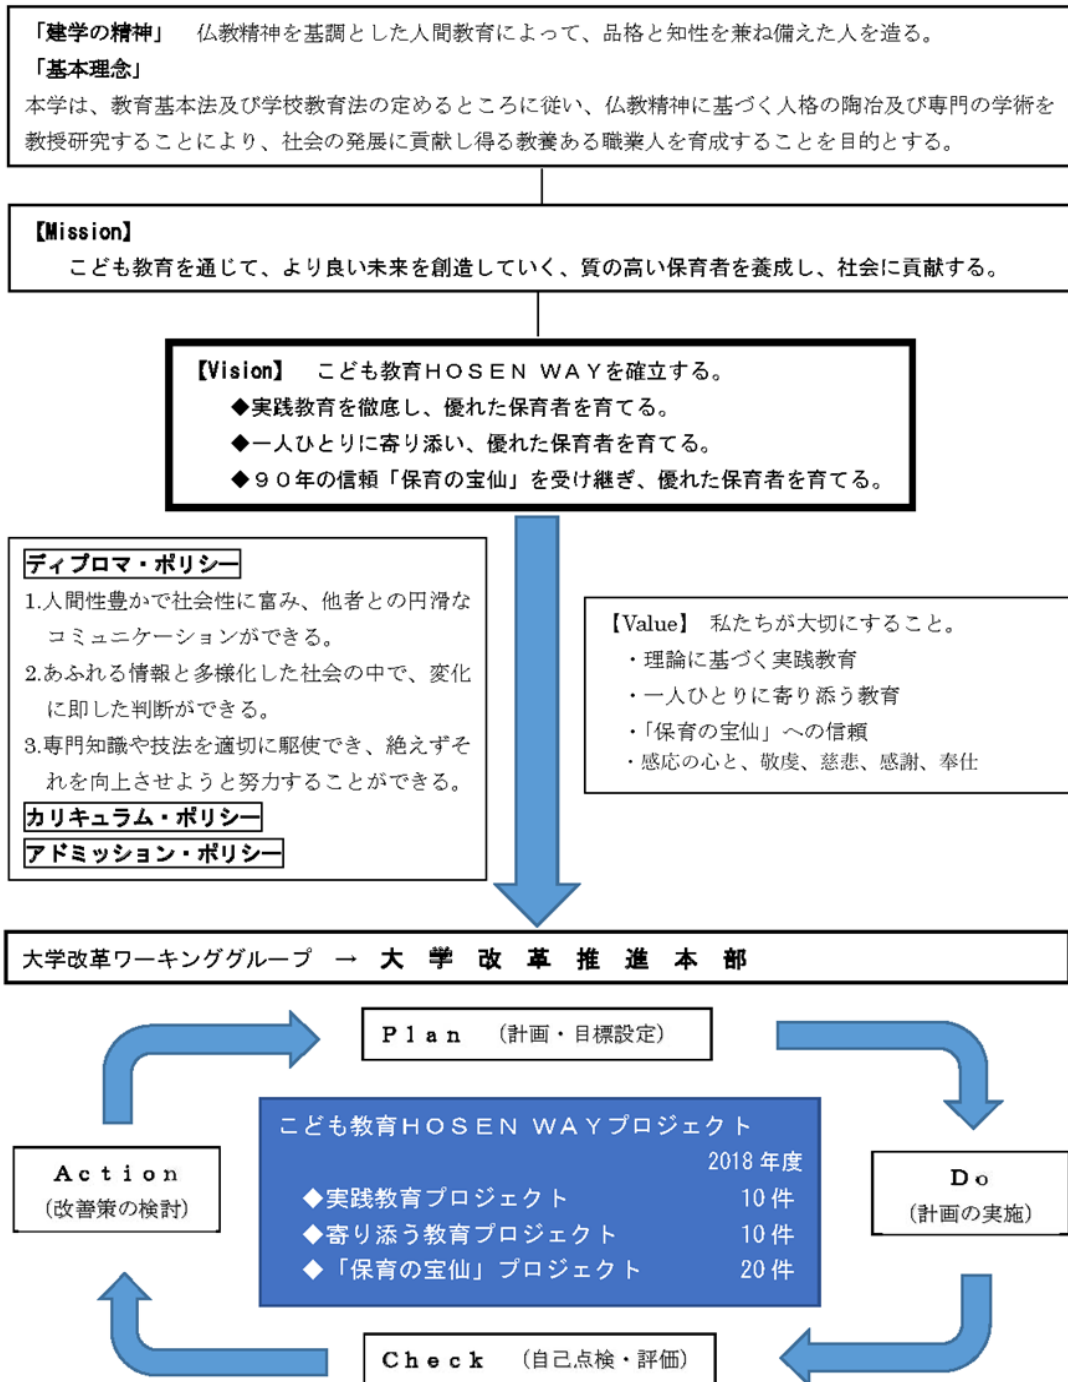 「建学の精神」　仏教精神を基調とした人間教育によって、品格と知性を兼ね備えた人を造る。
「基本理念」
本学は、教育基本法及び学校教育法の定めるところに従い、仏教精神に基づく人格の陶冶及び専門の学術を
教授研究することにより、社会の発展に貢献し得る教養ある職業人を育成することを目的とする。
【Mission】
こども教育を通じて、より良い未来を創造していく、質の高い保育者を養成し、社会に貢献する。
【Vision】　こども教育ＨＯＳＥＮ ＷＡＹを確立する。
◆実践教育を徹底し、優れた保育者を育てる。
◆一人ひとりに寄り添い、優れた保育者を育てる。
◆９０年の信頼「保育の宝仙」を受け継ぎ、優れた保育者を育てる。
ディプロマ・ポリシー
1.人間性豊かで社会性に富み、他者との円滑な
コミュニケーションができる。
2.あふれる情報と多様化した社会の中で、変化
に即した判断ができる。
3.専門知識や技法を適切に駆使でき、絶えずそ
れを向上させようと努力することができる。
カリキュラム・ポリシー
アドミッション・ポリシー
【Value】 私たちが大切にすること。
・理論に基づく実践教育
・一人ひとりに寄り添う教育
・「保育の宝仙」への信頼
・感応の心と、敬虔、慈悲、感謝、奉仕
大学改革ワーキンググループ　→　大 学 改 革 推 進 本 部
Ｐｌａｎ　（計画・目標設定）
こども教育ＨＯＳＥＮ ＷＡＹプロジェクト
2018 年度
◆実践教育プロジェクト　10 件
◆寄り添う教育プロジェクト　10 件
◆「保育の宝仙」プロジェクト　20 件
Ａｃｔｉｏｎ
（改善策の検討）
Ｄｏ
（計画の実施）
Ｃｈｅｃｋ　（自己点検・評価）